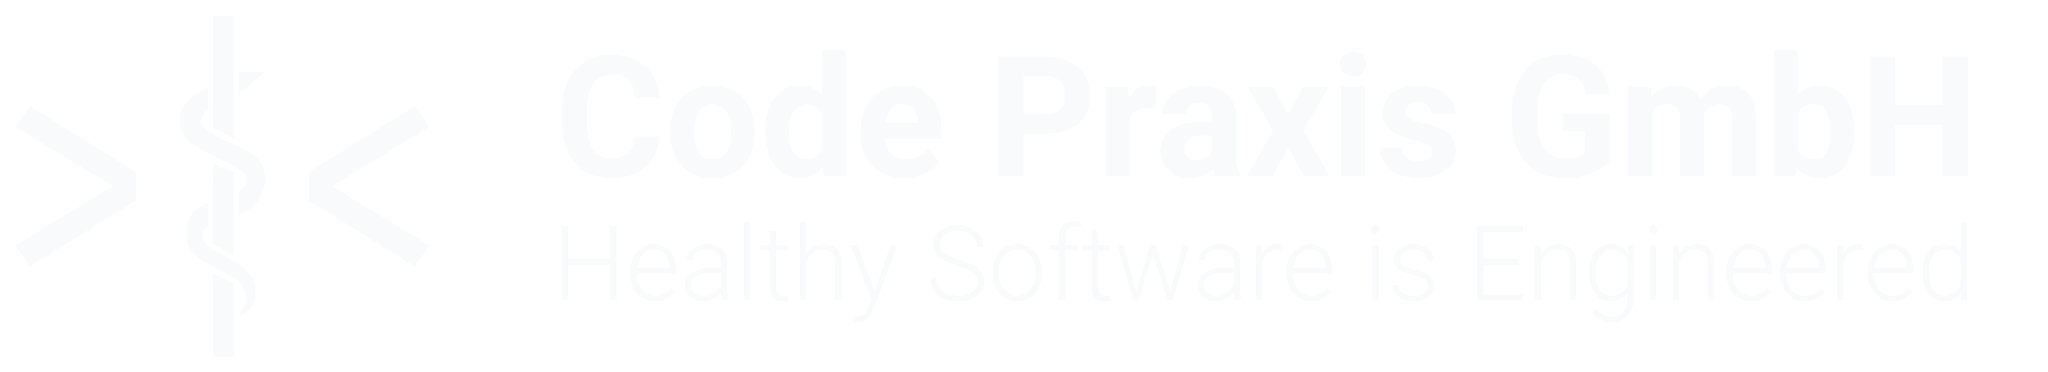 Code Praxis GmbH
Healthy Software is Engineered